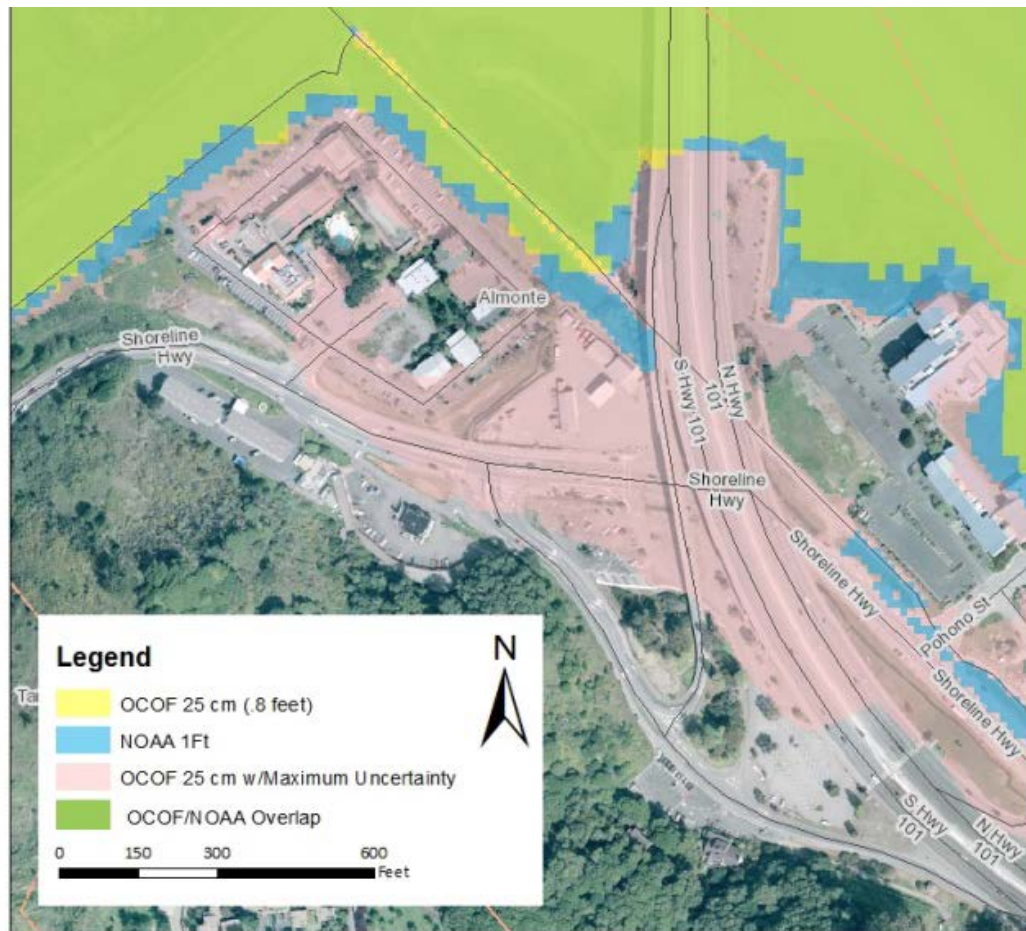 Almonte
Shoreline
Hwy
S Hwy 101
N Hwy
101
Shoreline
Hwy
Shoreline Hwy
Pohono St
Shoreline Hwy
S Hwy
101
N Hwy
101
Legend
N
OCOF 25 cm (.8 feet)
NOAA 1Ft
OCOF 25 cm w/Maximum Uncertainty
OCOF/NOAA Overlap
0 150 300 600
Feet